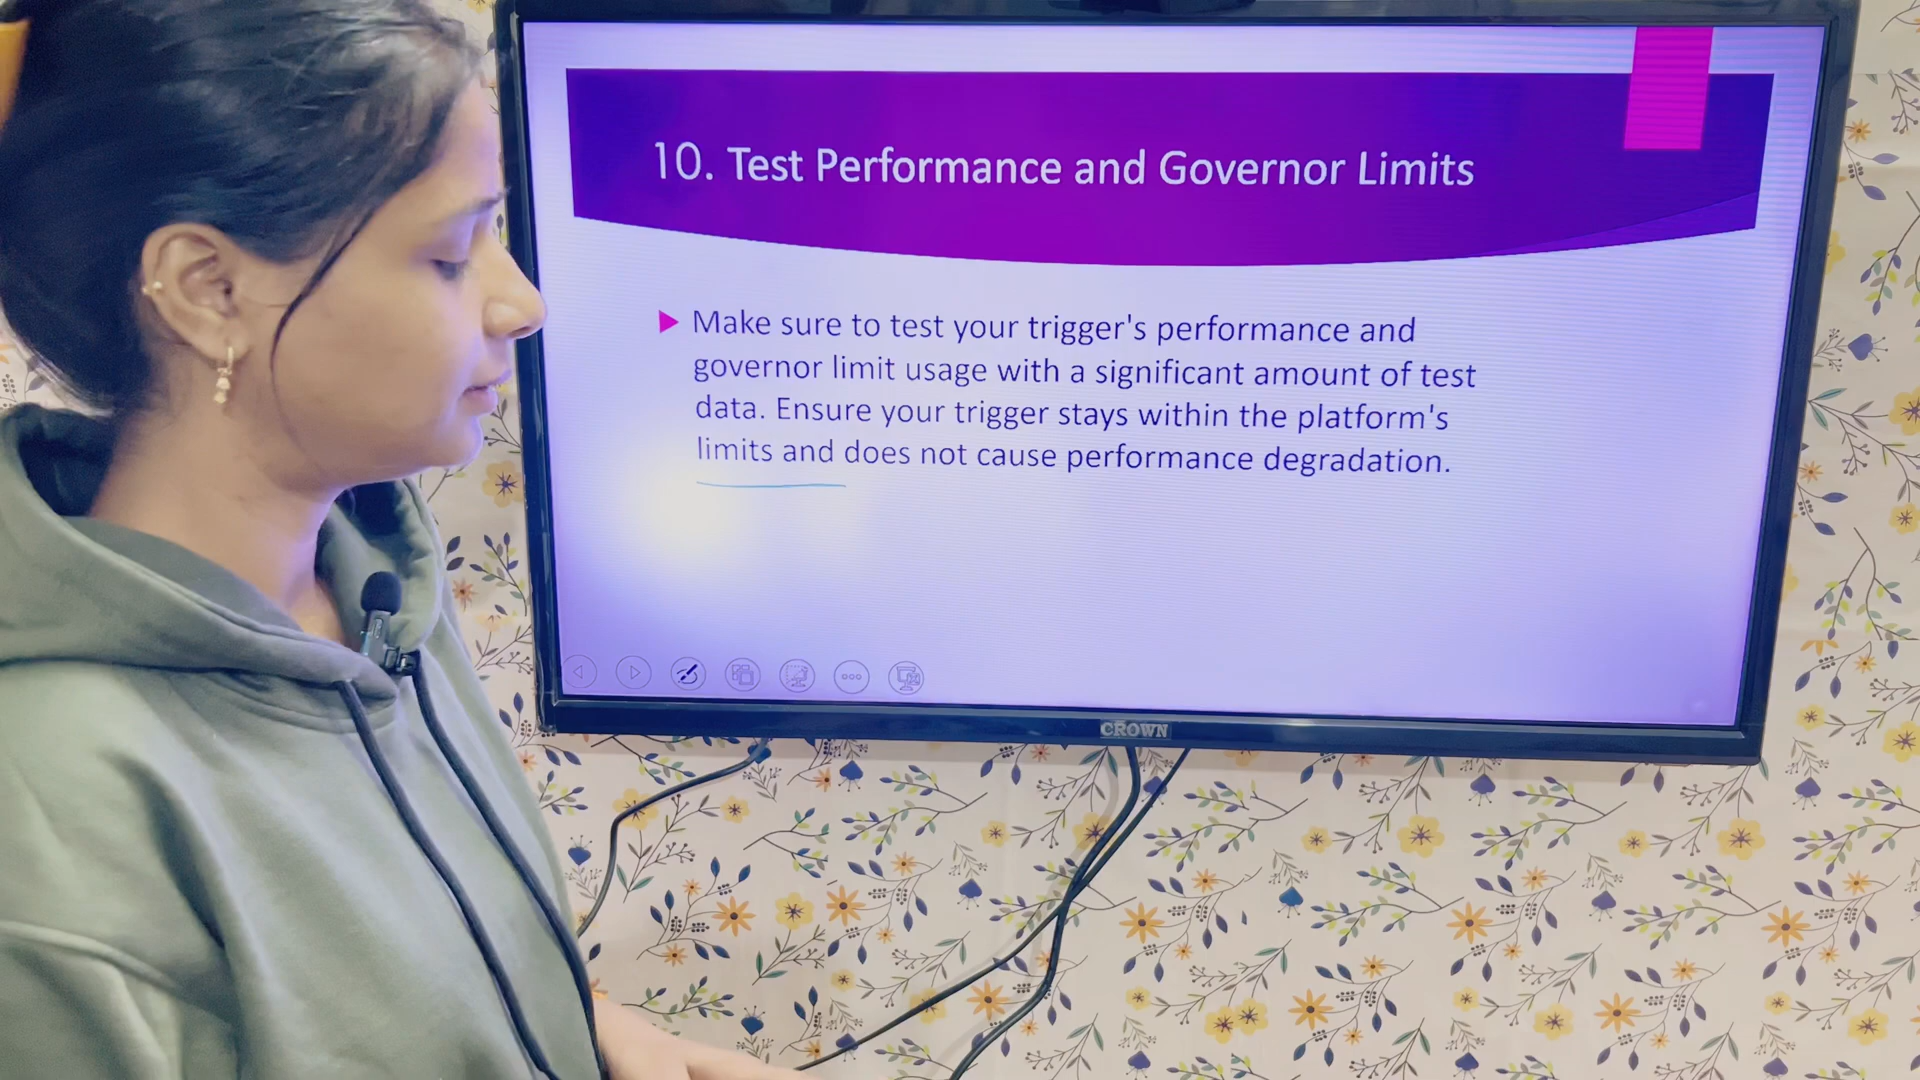 10. Test Performance and Governor Limits
Make sure to test your trigger's performance and
governor limit usage with a significant amount of test
data. Ensure your trigger stays within the platform's
limits and does not cause performance degradation.
CROWN